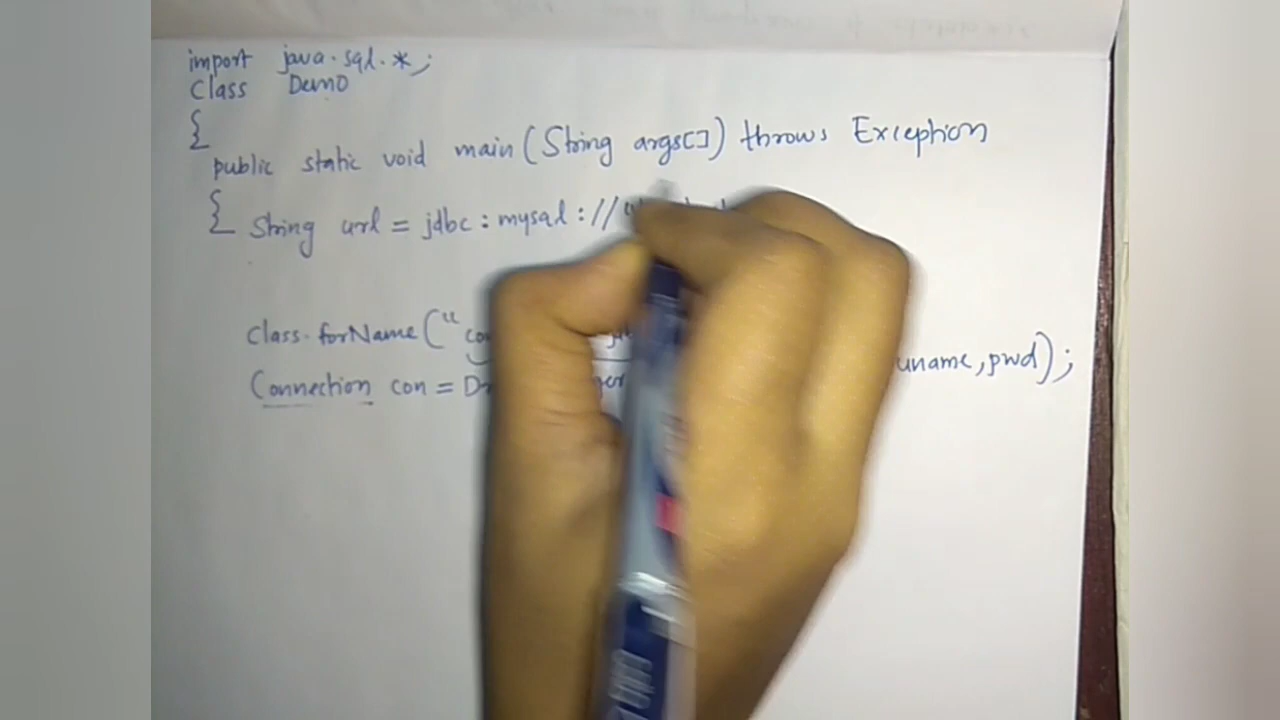 import java.sql.*;
Class Demo
{
public static void main(String args[]) throws Exception
{ String url = jdbc:mysql://
Class.forName("
Connection con = uname,pwd);